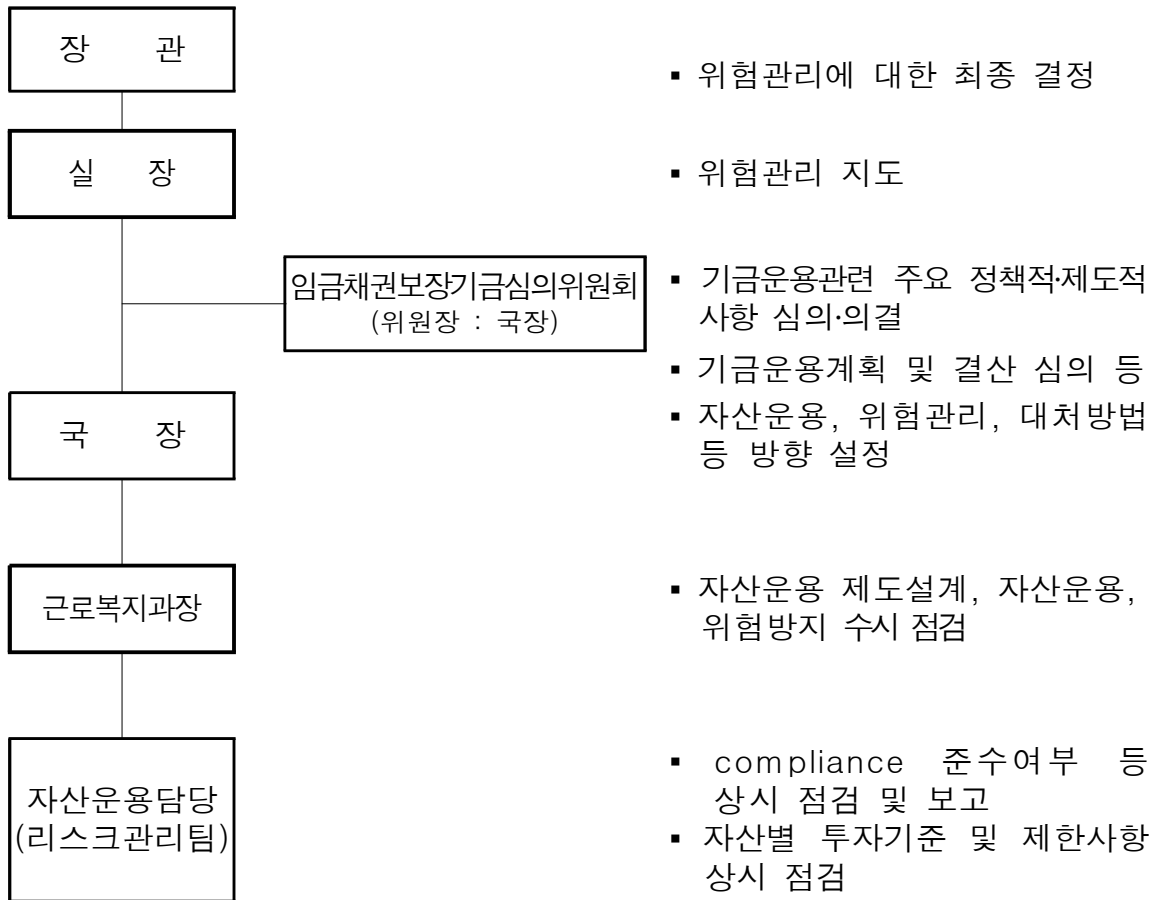 장 관
▪ 위험관리에 대한 최종 결정
실 장
▪ 위험관리 지도
임금채권보장기금심의위원회
(위원장 : 국장)
▪ 기금운용관련 주요 정책적·제도적
사항 심의·의결
▪ 기금운용계획 및 결산 심의 등
국 장
▪ 자산운용, 위험관리, 대처방법
등 방향 설정
근로복지과장
▪ 자산운용 제도설계, 자산운용,
위험방지 수시 점검
자산운용담당
(리스크관리팀)
▪ compliance 준수여부 등
상시 점검 및 보고
▪ 자산별 투자기준 및 제한사항
상시 점검